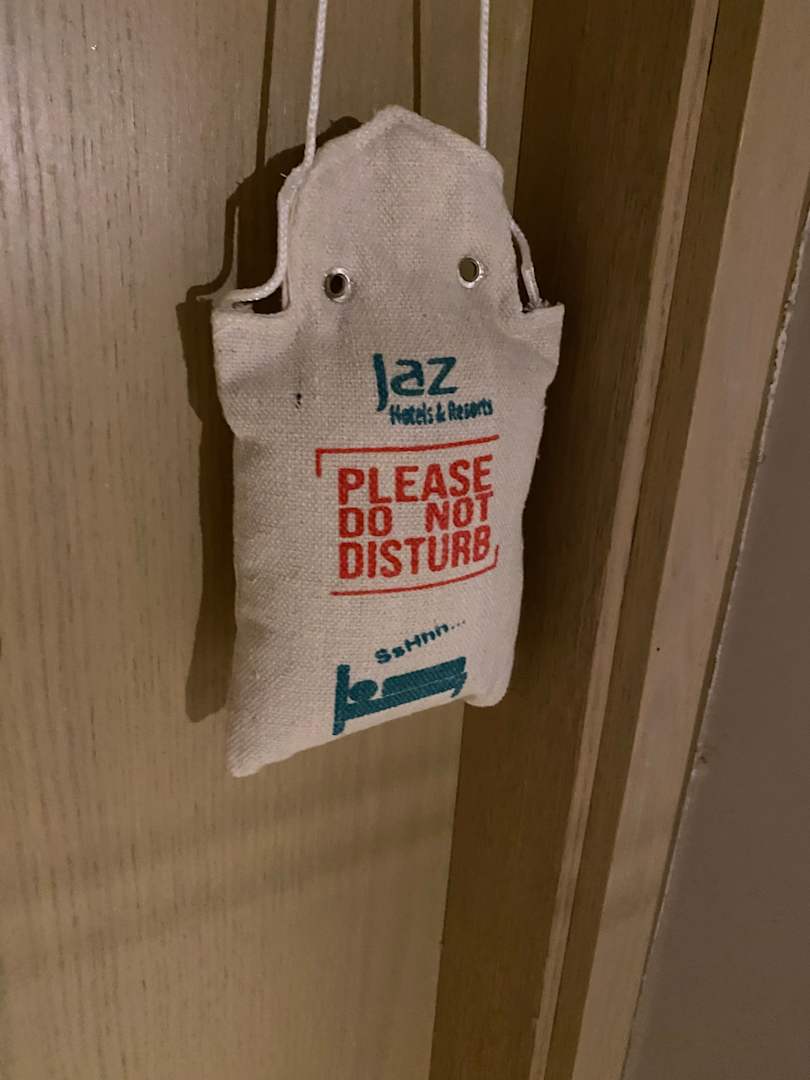 Jaz
Hotels & Resorts
PLEASE
DO NOT
DISTURB
SsHhh...